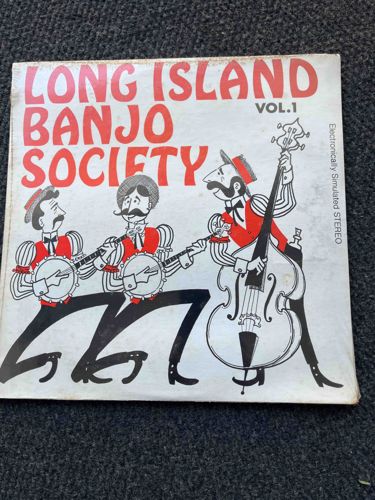 LONG ISLAND
BANJO
VOL.1
SOCIETY
Electronically Simulated STEREO